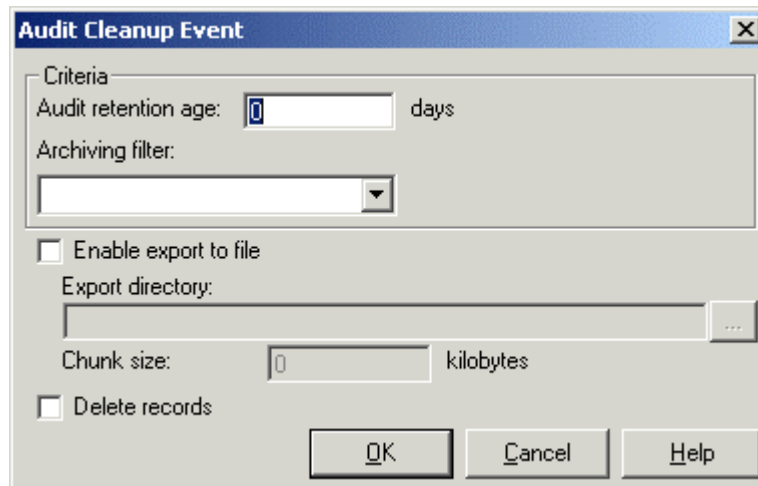 Audit Cleanup Event
Criteria
Audit retention age: 0 days
Archiving filter:
Enable export to file
Export directory:
...
Chunk size: 0 kilobytes
Delete records
OK Cancel Help